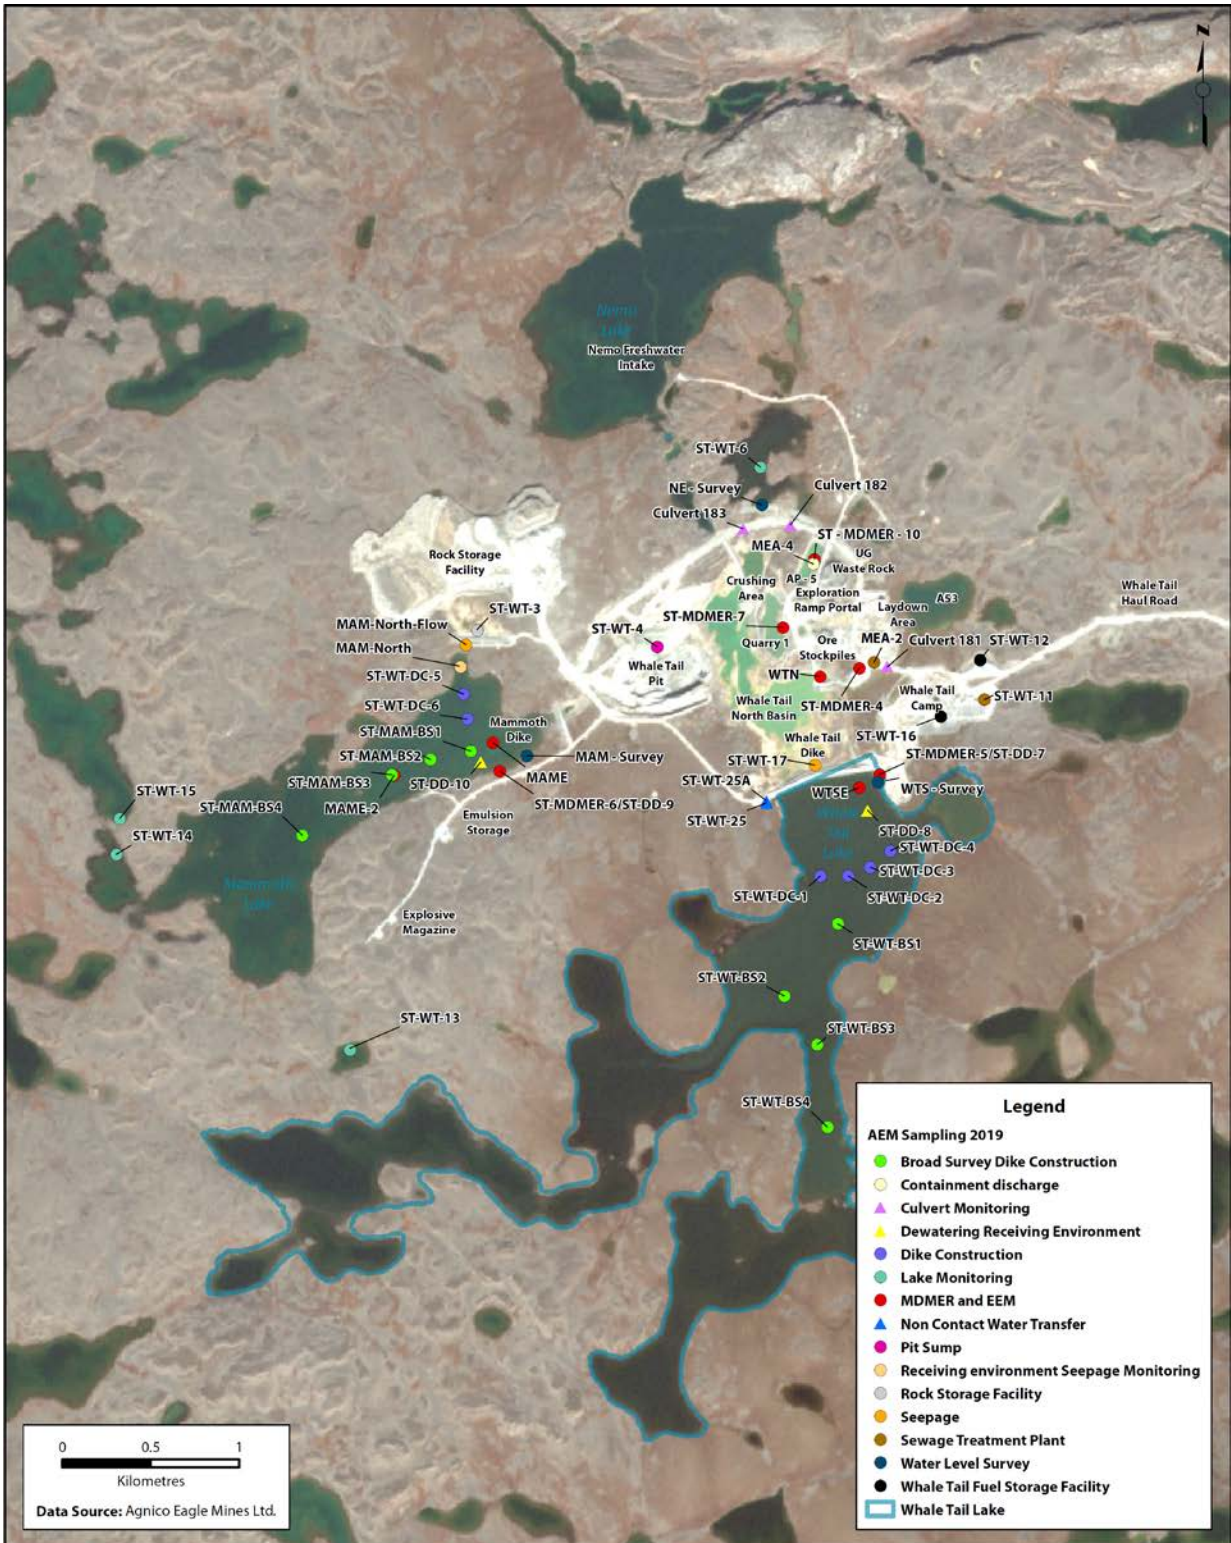 N
Nemo
Lake
Nemo Freshwater
Intake
ST-WT-6
NE - Survey
Culvert 182
Culvert 183
ST - MDMER - 10
MEA-4
UG
Waste Rock
Rock Storage
Facility
AP - 5
Crushing
Area
Exploration
Ramp Portal
A53
Whale Tail
Haul Road
Laydown
Area
ST-WT-3
MAM-North-Flow
ST-MDMER-7
ST-WT-4
Quarry 1
Ore
Stockpiles
MEA-2
Culvert 181
ST-WT-12
MAM-North
Whale Tail
Pit
WTN
ST-WT-DC-5
ST-MDMER-4
Whale Tail
Camp
ST-WT-11
ST-WT-DC-6
Whale Tail
North Basin
ST-WT-16
Mammoth
Dike
ST-MAM-BS1
Whale Tail
Dike
ST-MAM-BS2
MAM - Survey
ST-WT-17
ST-MDMER-5/ST-DD-7
ST-MAM-BS3
ST-DD-10
MAME
ST-WT-25A
WTSE
WTS - Survey
ST-WT-15
MAME-2
ST-MDMER-6/ST-DD-9
ST-MAM-BS4
Emulsion
Storage
ST-WT-25
Whale
Tail
Lake
ST-DD-8
ST-WT-14
ST-WT-DC-4
ST-WT-DC-3
Mammoth
Lake
ST-WT-DC-1
ST-WT-DC-2
Explosive
Magazine
ST-WT-BS1
ST-WT-BS2
ST-WT-13
ST-WT-BS3
ST-WT-BS4
Legend
AEM Sampling 2019
Broad Survey Dike Construction
Containment discharge
Culvert Monitoring
Dewatering Receiving Environment
Dike Construction
Lake Monitoring
MDMER and EEM
Non Contact Water Transfer
Pit Sump
Receiving environment Seepage Monitoring
Rock Storage Facility
Seepage
Sewage Treatment Plant
Water Level Survey
Whale Tail Fuel Storage Facility
Whale Tail Lake
0 0.5 1
Kilometres
Data Source: Agnico Eagle Mines Ltd.